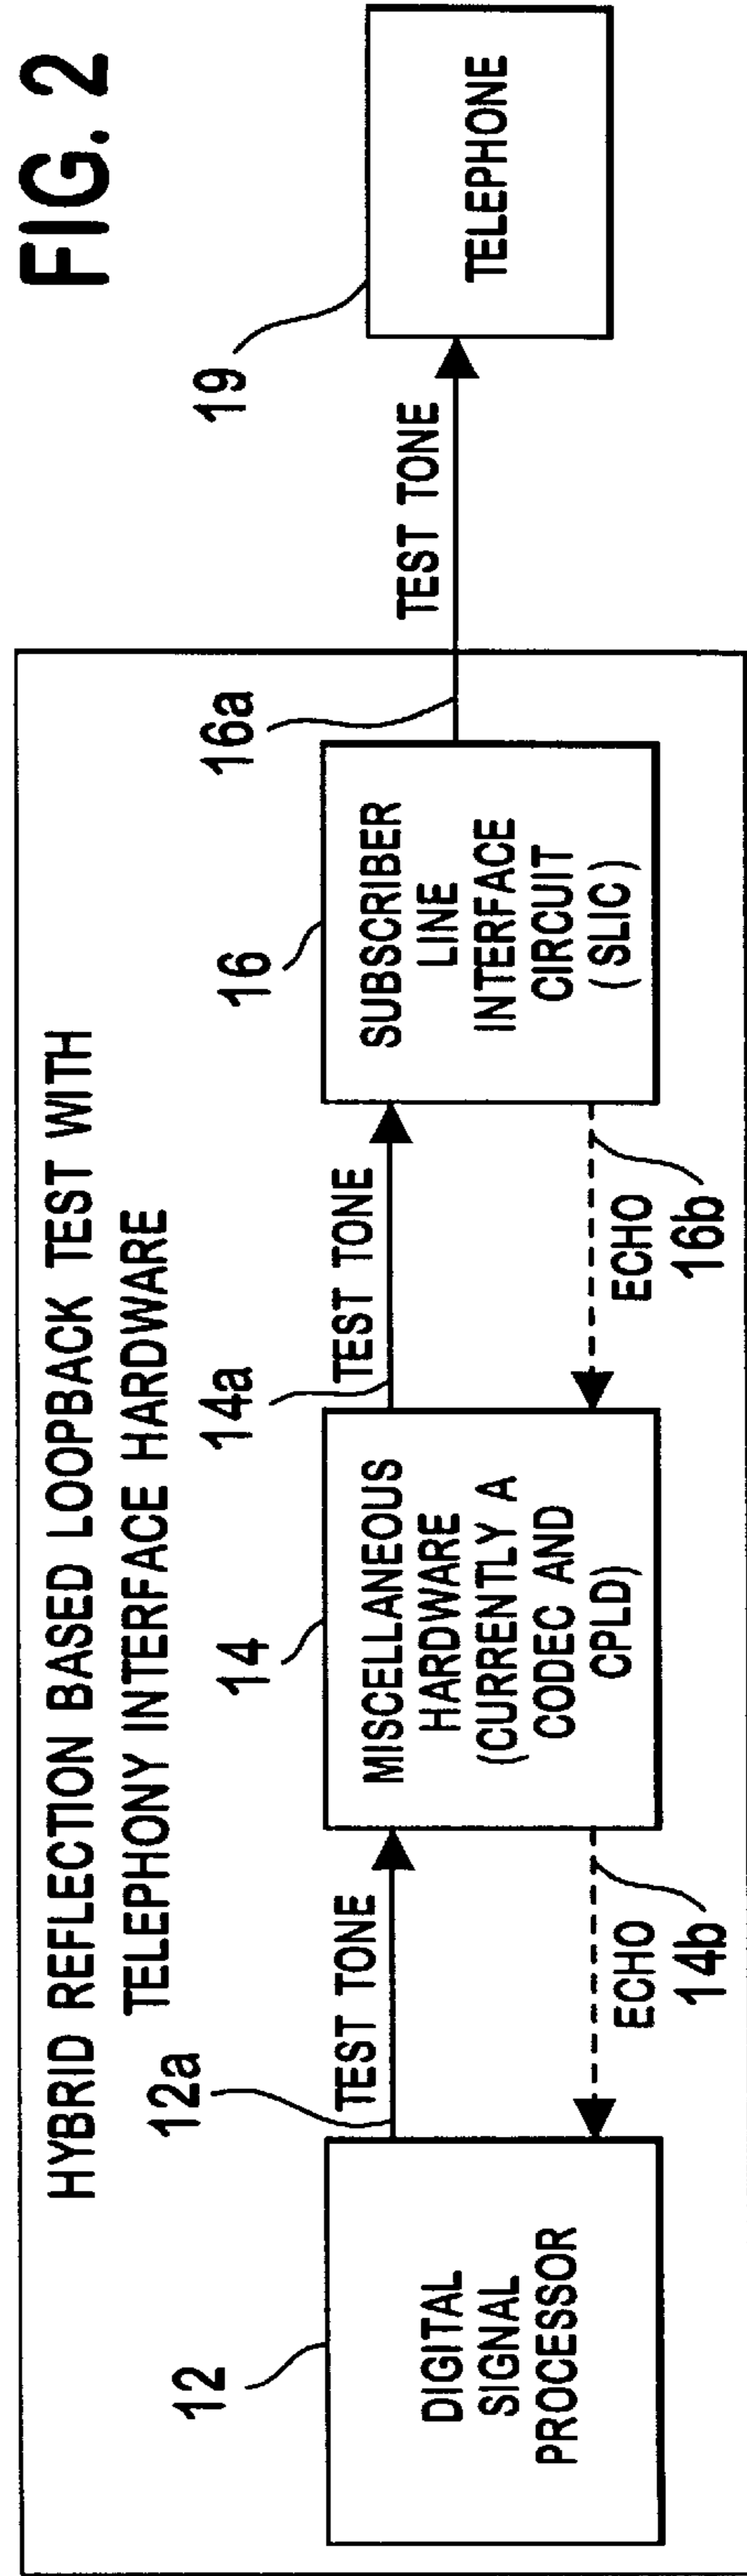 FIG. 2
HYBRID REFLECTION BASED LOOPBACK TEST WITH
TELEPHONY INTERFACE HARDWARE
12
DIGITAL
SIGNAL
PROCESSOR
12a
TEST TONE
ECHO
14b
14
MISCELLANEOUS
HARDWARE
(CURRENTLY A
CODEC AND
CPLD)
14a
TEST TONE
ECHO
16b
16
SUBSCRIBER
LINE
INTERFACE
CIRCUIT
(SLIC)
16a
TEST TONE
19
TELEPHONE